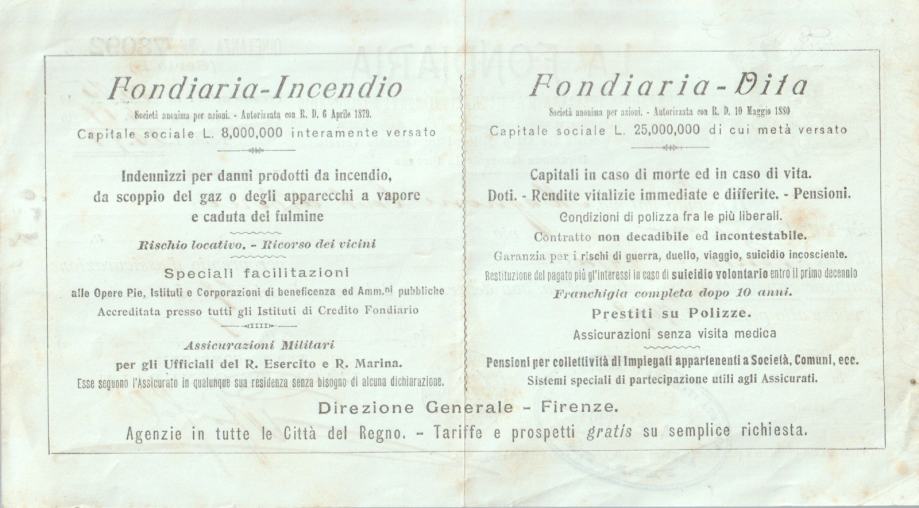 Fondiaria-Incendio
Società anonima per azioni. - Autorizzata con R. D. 6 Aprile 1879.
Capitale sociale L. 8,000,000 interamente versato
Indennizzi per danni prodotti da incendio,
da scoppio del gaz o degli apparecchi a vapore
e caduta del fulmine
Rischio locativo. - Ricorso dei vicini
Speciali facilitazioni
alle Opere Pie, Istituti e Corporazioni di beneficenza ed Amm.ni pubbliche
Accreditata presso tutti gli Istituti di Credito Fondiario
Assicurazioni Militari
per gli Ufficiali del R. Esercito e R. Marina.
Esse seguono l'Assicurato in qualunque sua residenza senza bisogno di alcuna dichiarazione.
Fondiaria-Vita
Società anonima per azioni. - Autorizzata con R. D. 10 Maggio 1880
Capitale sociale L. 25,000,000 di cui metà versato
Capitali in caso di morte ed in caso di vita.
Doti. - Rendite vitalizie immediate e differite. - Pensioni.
Condizioni di polizza fra le più liberali.
Contratto non decadibile ed incontestabile.
Garanzia per i rischi di guerra, duello, viaggio, suicidio incosciente.
Restituzione del pagato più gl'interessi in caso di suicidio volontario entro il primo decennio
Franchigia completa dopo 10 anni.
Prestiti su Polizze.
Assicurazioni senza visita medica
Pensioni per collettività di Impiegati appartenenti a Società, Comuni, ecc.
Sistemi speciali di partecipazione utili agli Assicurati.
Direzione Generale - Firenze.
Agenzie in tutte le Città del Regno. - Tariffe e prospetti gratis su semplice richiesta.